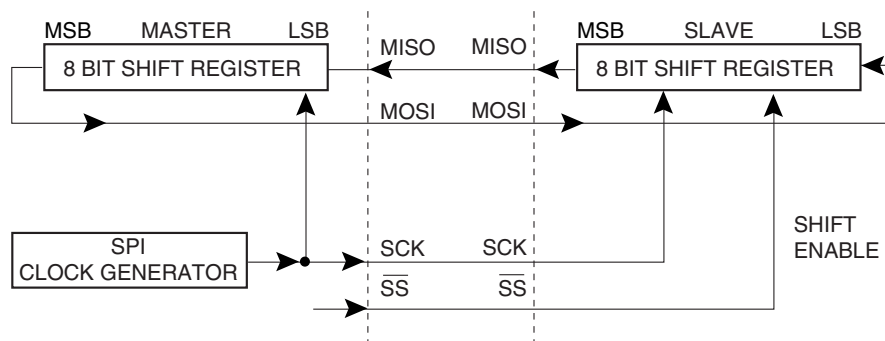 MSB MASTER LSB
8 BIT SHIFT REGISTER
MISO MISO
MSB SLAVE LSB
8 BIT SHIFT REGISTER
MOSI MOSI
SPI
CLOCK GENERATOR
SCK SCK
SS SS
SHIFT
ENABLE